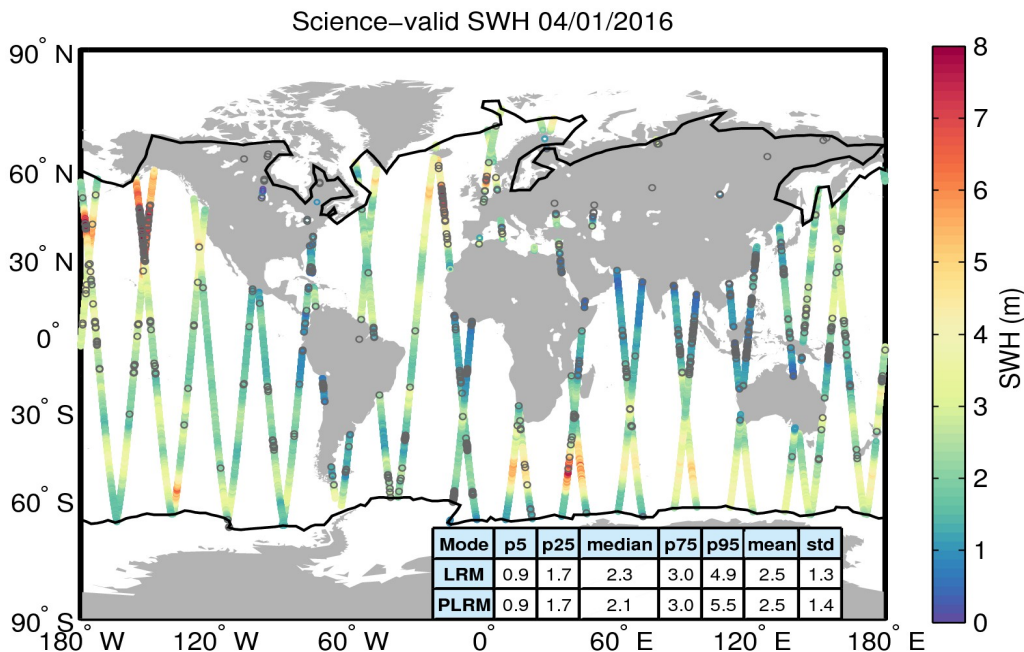 Science−valid SWH 04/01/2016
90° N
60° N
30° N
0°
30° S
60° S
90° S
180° W 120° W 60° W 0° 60° E 120° E 180° E
Mode p5 p25 median p75 p95 mean std
LRM 0.9 1.7 2.3 3.0 4.9 2.5 1.3
PLRM 0.9 1.7 2.1 3.0 5.5 2.5 1.4
8
7
6
5
4
3
2
1
0
SWH (m)